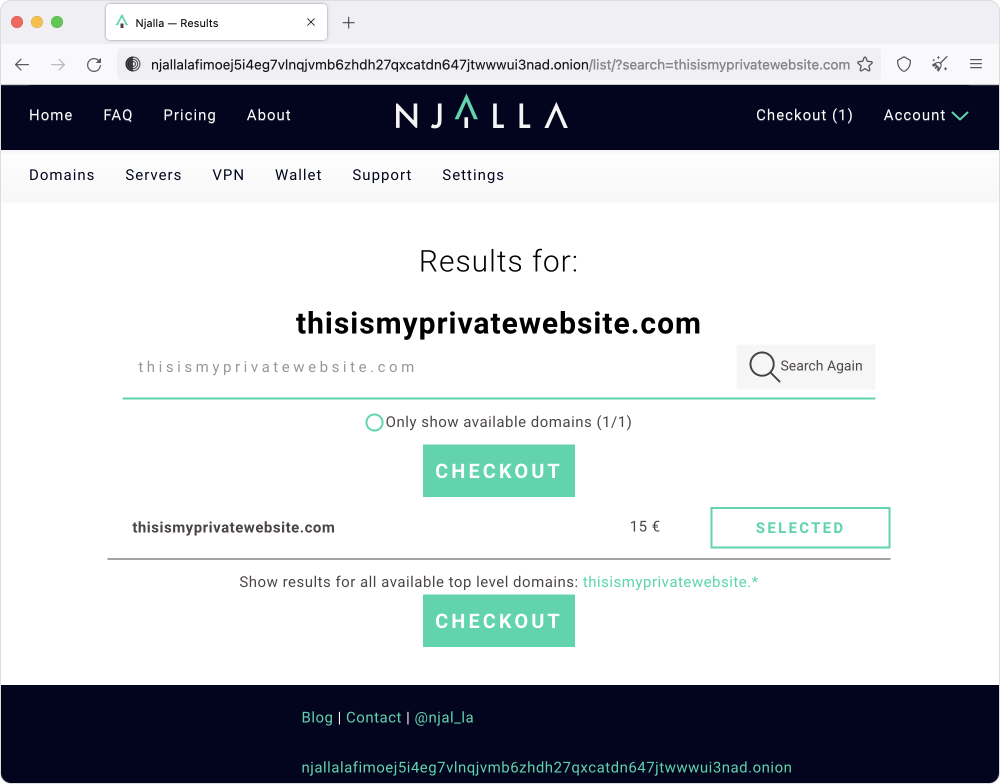 Njalla — Results
njallalafimoej5i4eg7vlnqjvmb6zhdh27qxcatdn647jtwwwui3nad.onion/list/?search=thisismyprivatewebsite.com
Home FAQ Pricing About NJALLA Checkout (1) Account
Domains Servers VPN Wallet Support Settings
Results for:
thisismyprivatewebsite.com
thisismyprivatewebsite.com Search Again
Only show available domains (1/1)
CHECKOUT
thisismyprivatewebsite.com 15 € SELECTED
Show results for all available top level domains: thisismyprivatewebsite.*
CHECKOUT
Blog | Contact | @njal_la
njallalafimoej5i4eg7vlnqjvmb6zhdh27qxcatdn647jtwwwui3nad.onion